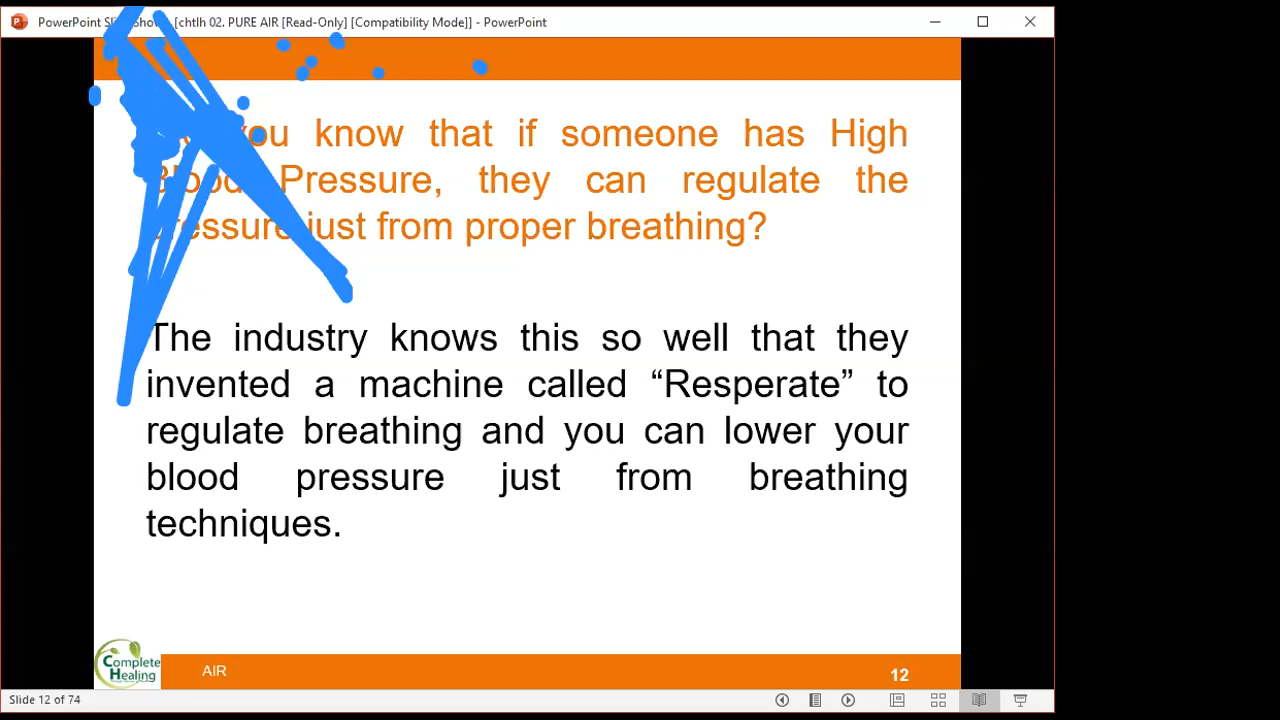 [chtlh 02. PURE AIR [Read-Only] [Compatibility Mode]] - PowerPoint
you know that if someone has High
Blood Pressure, they can regulate the
pressure just from proper breathing?
The industry knows this so well that they
invented a machine called “Resperate” to
regulate breathing and you can lower your
blood pressure just from breathing
techniques.
Complete
Healing
AIR
12
Slide 12 of 74